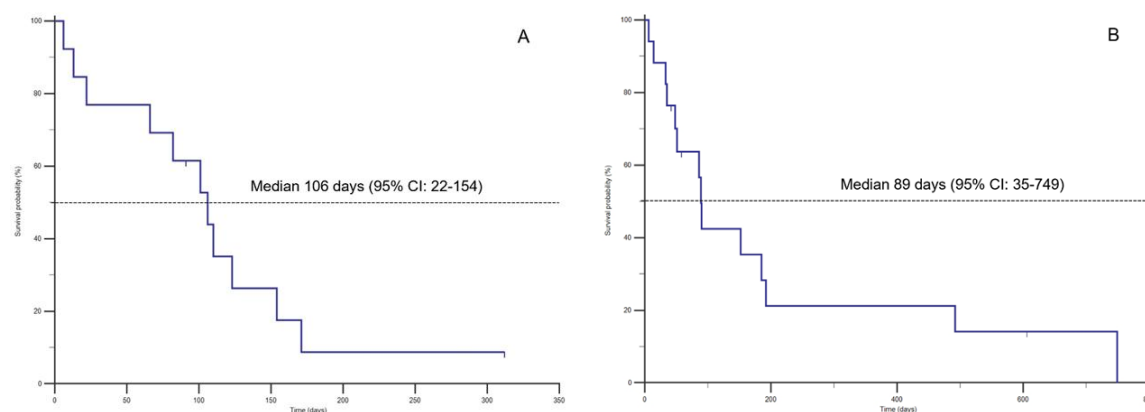 A
100
80
60
40
20
0
Survival probability (%)
Median 106 days (95% CI: 22-154)
0 50 100 150 200 250 300 350
Time (days)
B
100
80
60
40
20
0
Survival probability (%)
Median 89 days (95% CI: 35-749)
0 200 400 600
Time (days)